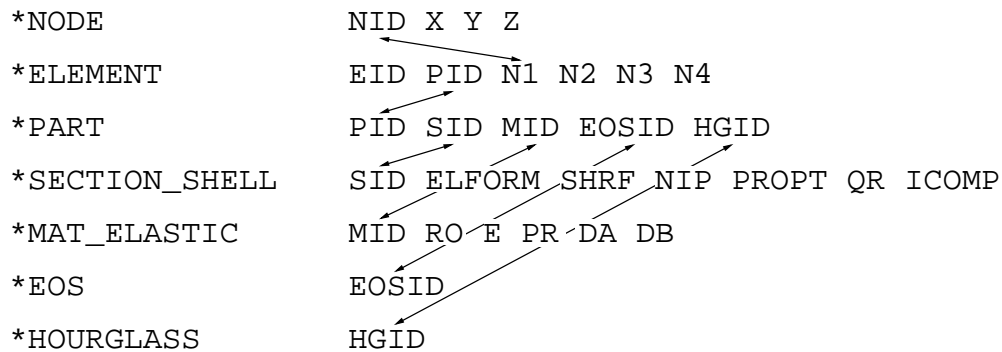 *NODE NID X Y Z
*ELEMENT EID PID N1 N2 N3 N4
*PART PID SID MID EOSID HGID
*SECTION_SHELL SID ELFORM SHRF NIP PROPT QR ICOMP
*MAT_ELASTIC MID RO E PR DA DB
*EOS EOSID
*HOURGLASS HGID